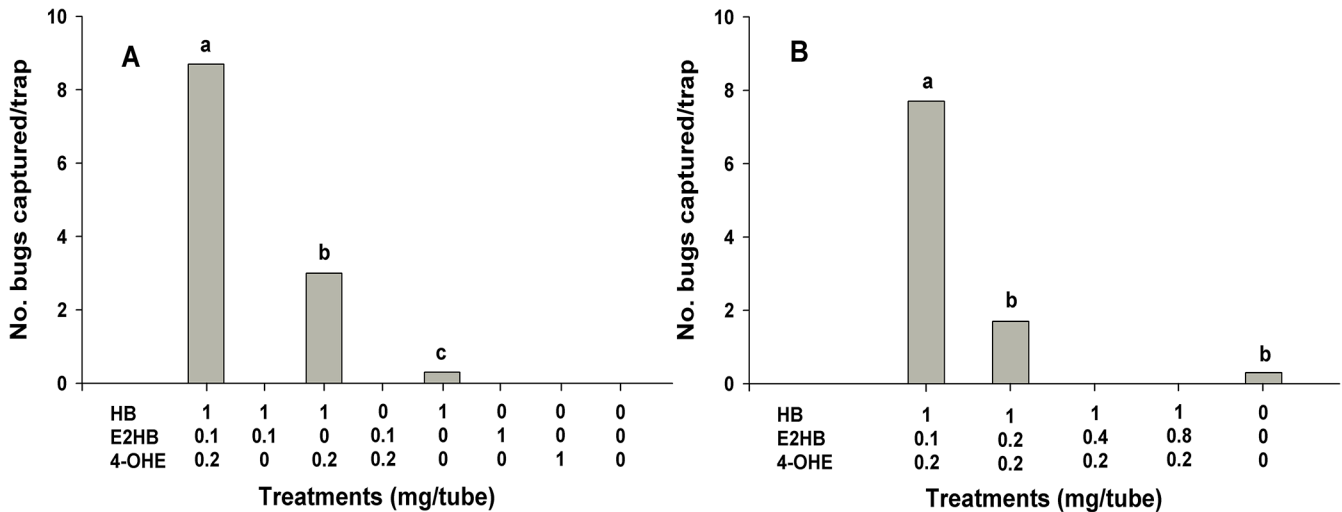 A
No. bugs captured/trap
10
8
6
4
2
0
a
b
c
HB 1 1 1 0 1 0 0 0
E2HB 0.1 0.1 0 0.1 0 1 0 0
4-OHE 0.2 0 0.2 0.2 0 0 1 0
Treatments (mg/tube)
B
No. bugs captured/trap
10
8
6
4
2
0
a
b
b
HB 1 1 1 1 0
E2HB 0.1 0.2 0.4 0.8 0
4-OHE 0.2 0.2 0.2 0.2 0
Treatments (mg/tube)